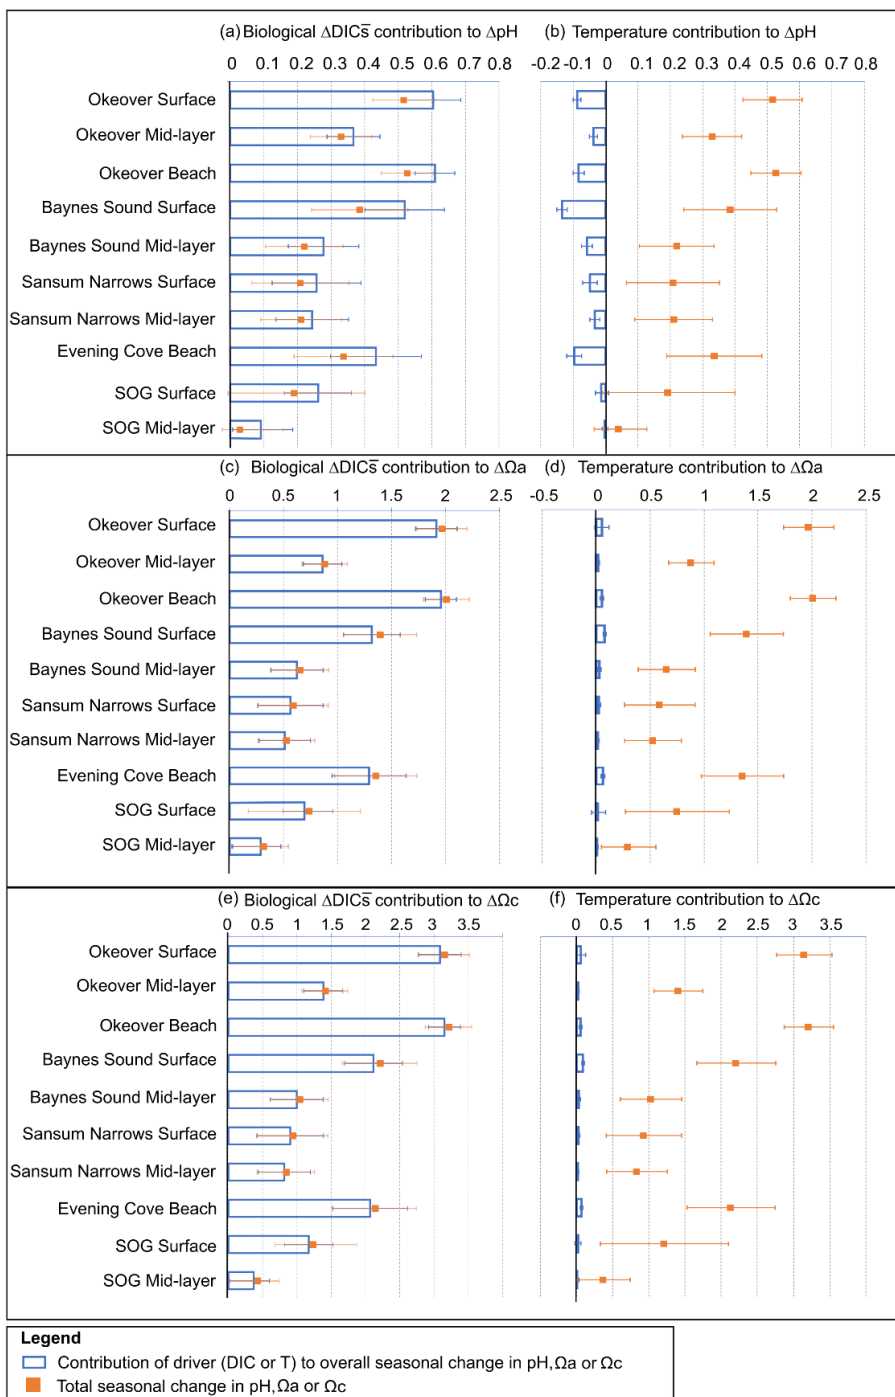 (a) Biological ΔDICs̅ contribution to ΔpH
(b) Temperature contribution to ΔpH
0 0.1 0.2 0.3 0.4 0.5 0.6 0.7 0.8
-0.2 -0.1 0 0.1 0.2 0.3 0.4 0.5 0.6 0.7 0.8
Okeover Surface
Okeover Mid-layer
Okeover Beach
Baynes Sound Surface
Baynes Sound Mid-layer
Sansum Narrows Surface
Sansum Narrows Mid-layer
Evening Cove Beach
SOG Surface
SOG Mid-layer
(c) Biological ΔDICs̅ contribution to ΔΩa
(d) Temperature contribution to ΔΩa
0 0.5 1 1.5 2 2.5
-0.5 0 0.5 1 1.5 2 2.5
Okeover Surface
Okeover Mid-layer
Okeover Beach
Baynes Sound Surface
Baynes Sound Mid-layer
Sansum Narrows Surface
Sansum Narrows Mid-layer
Evening Cove Beach
SOG Surface
SOG Mid-layer
(e) Biological ΔDICs̅ contribution to ΔΩc
(f) Temperature contribution to ΔΩc
0 0.5 1 1.5 2 2.5 3 3.5
0 0.5 1 1.5 2 2.5 3 3.5
Okeover Surface
Okeover Mid-layer
Okeover Beach
Baynes Sound Surface
Baynes Sound Mid-layer
Sansum Narrows Surface
Sansum Narrows Mid-layer
Evening Cove Beach
SOG Surface
SOG Mid-layer
Legend
Contribution of driver (DIC or T) to overall seasonal change in pH,Ωa or Ωc
Total seasonal change in pH,Ωa or Ωc